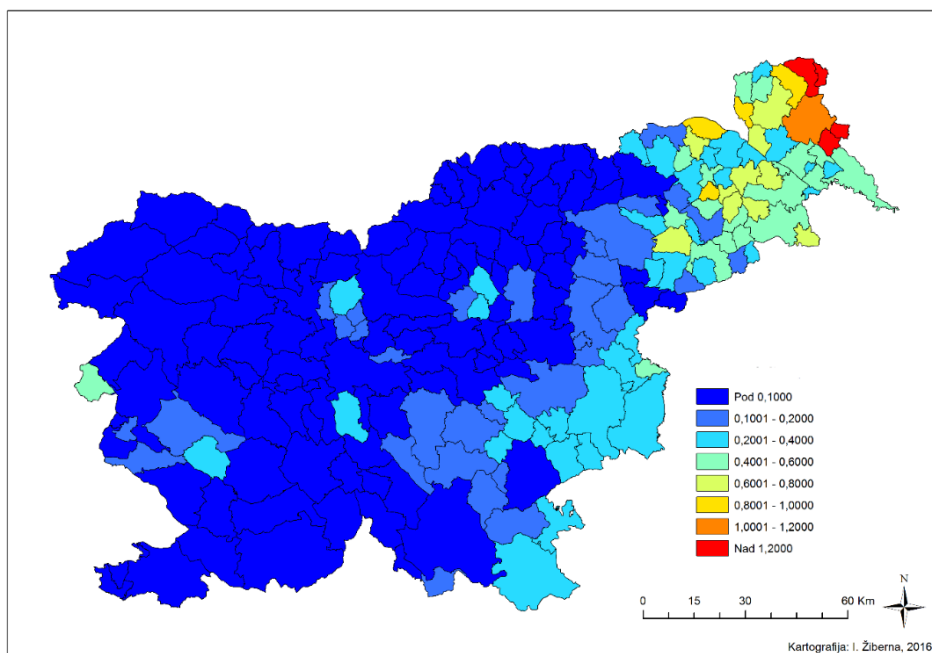 Pod 0,1000
0,1001 - 0,2000
0,2001 - 0,4000
0,4001 - 0,6000
0,6001 - 0,8000
0,8001 - 1,0000
1,0001 - 1,2000
Nad 1,2000
N
0 15 30 60 Km
Kartografija: I. Žiberna, 2016